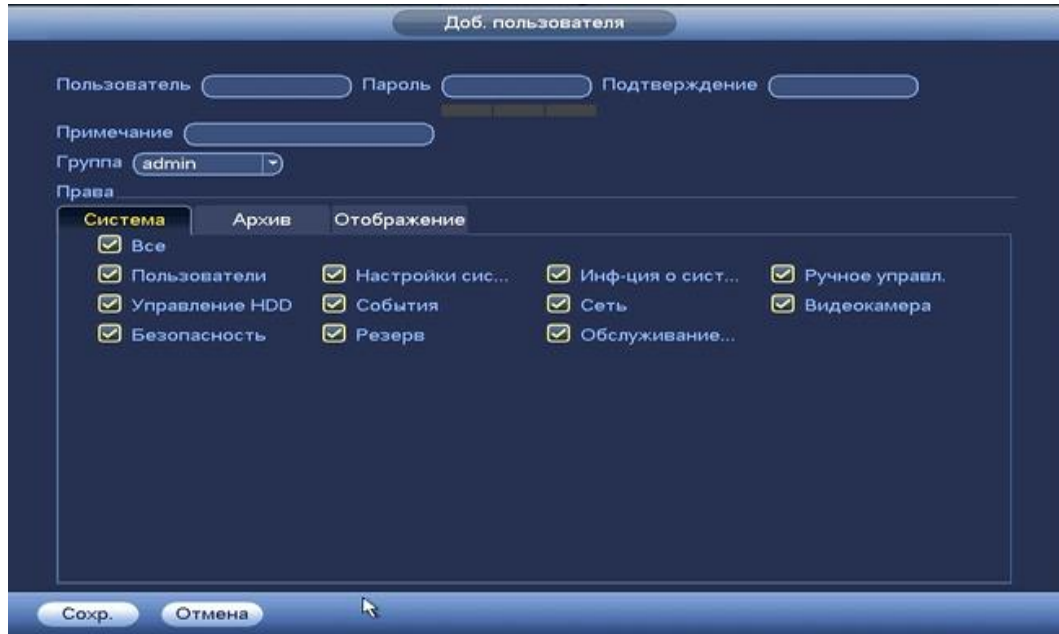 Доб. пользователя
Пользователь Пароль Подтверждение
Примечание
Группа admin
Права
Система Архив Отображение
Все
Пользователи Настройки сис... Инф-ция о сист... Ручное управл.
Управление HDD События Сеть Видеокамера
Безопасность Резерв Обслуживание...
Сохр. Отмена